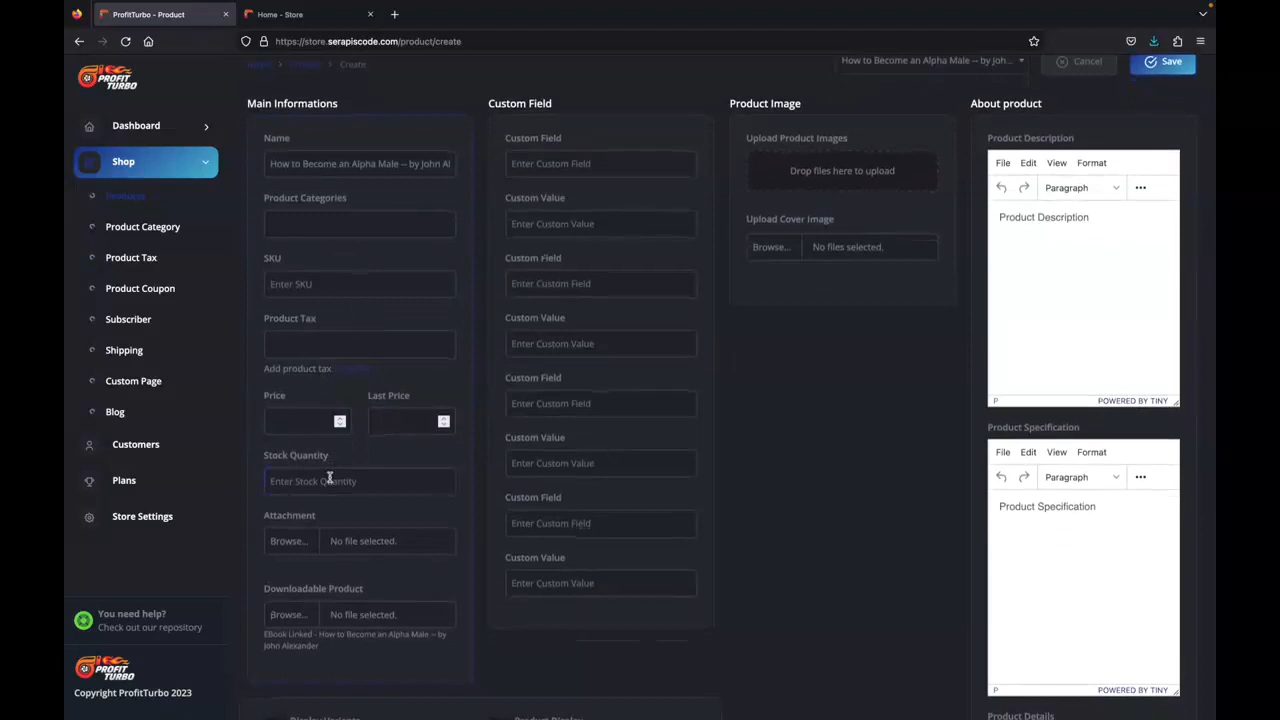 ProfitTurbo - Product
Home - Store
https://store.serapiscode.com/product/create
PROFIT
TURBO
Dashboard
Shop
Products
Product Category
Product Tax
Product Coupon
Subscriber
Shipping
Custom Page
Blog
Customers
Plans
Store Settings
You need help?
Check out our repository
PROFIT
TURBO
Copyright ProfitTurbo 2023
Create
How to Become an Alpha Male -- by Joh...
Cancel
Save
Main Informations
Name
How to Become an Alpha Male -- by John Al
Product Categories
SKU
Enter SKU
Product Tax
Add product tax
Price
Last Price
Stock Quantity
Enter Stock Quantity
Attachment
Browse...
No file selected.
Downloadable Product
Browse...
No file selected.
EBook Linked - How to Become an Alpha Male -- by
John Alexander
Display Variants
Product Display
Custom Field
Custom Field
Enter Custom Field
Custom Value
Enter Custom Value
Custom Field
Enter Custom Field
Custom Value
Enter Custom Value
Custom Field
Enter Custom Field
Custom Value
Enter Custom Value
Custom Field
Enter Custom Field
Custom Value
Enter Custom Value
Product Image
Upload Product Images
Drop files here to upload
Upload Cover Image
Browse...
No files selected.
About product
Product Description
File Edit View Format
Paragraph
Product Description
P
POWERED BY TINY
Product Specification
File Edit View Format
Paragraph
Product Specification
P
POWERED BY TINY
Product Details